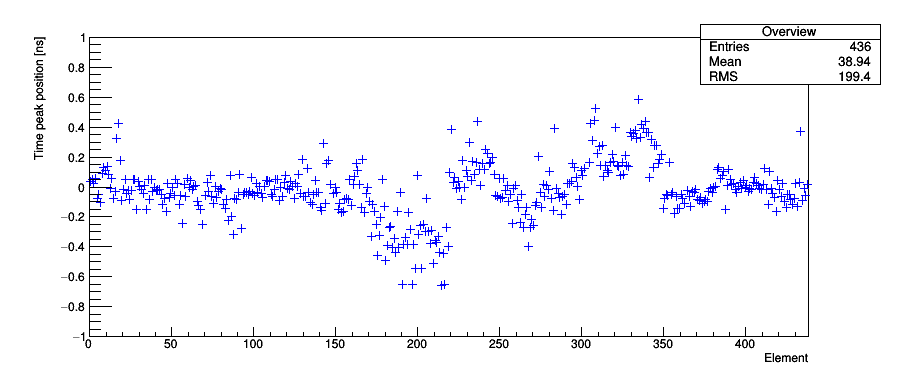 Overview
Entries 436
Mean 38.94
RMS 199.4
Time peak position [ns]
1
0.8
0.6
0.4
0.2
0
−0.2
−0.4
−0.6
−0.8
−1
0 50 100 150 200 250 300 350 400
Element